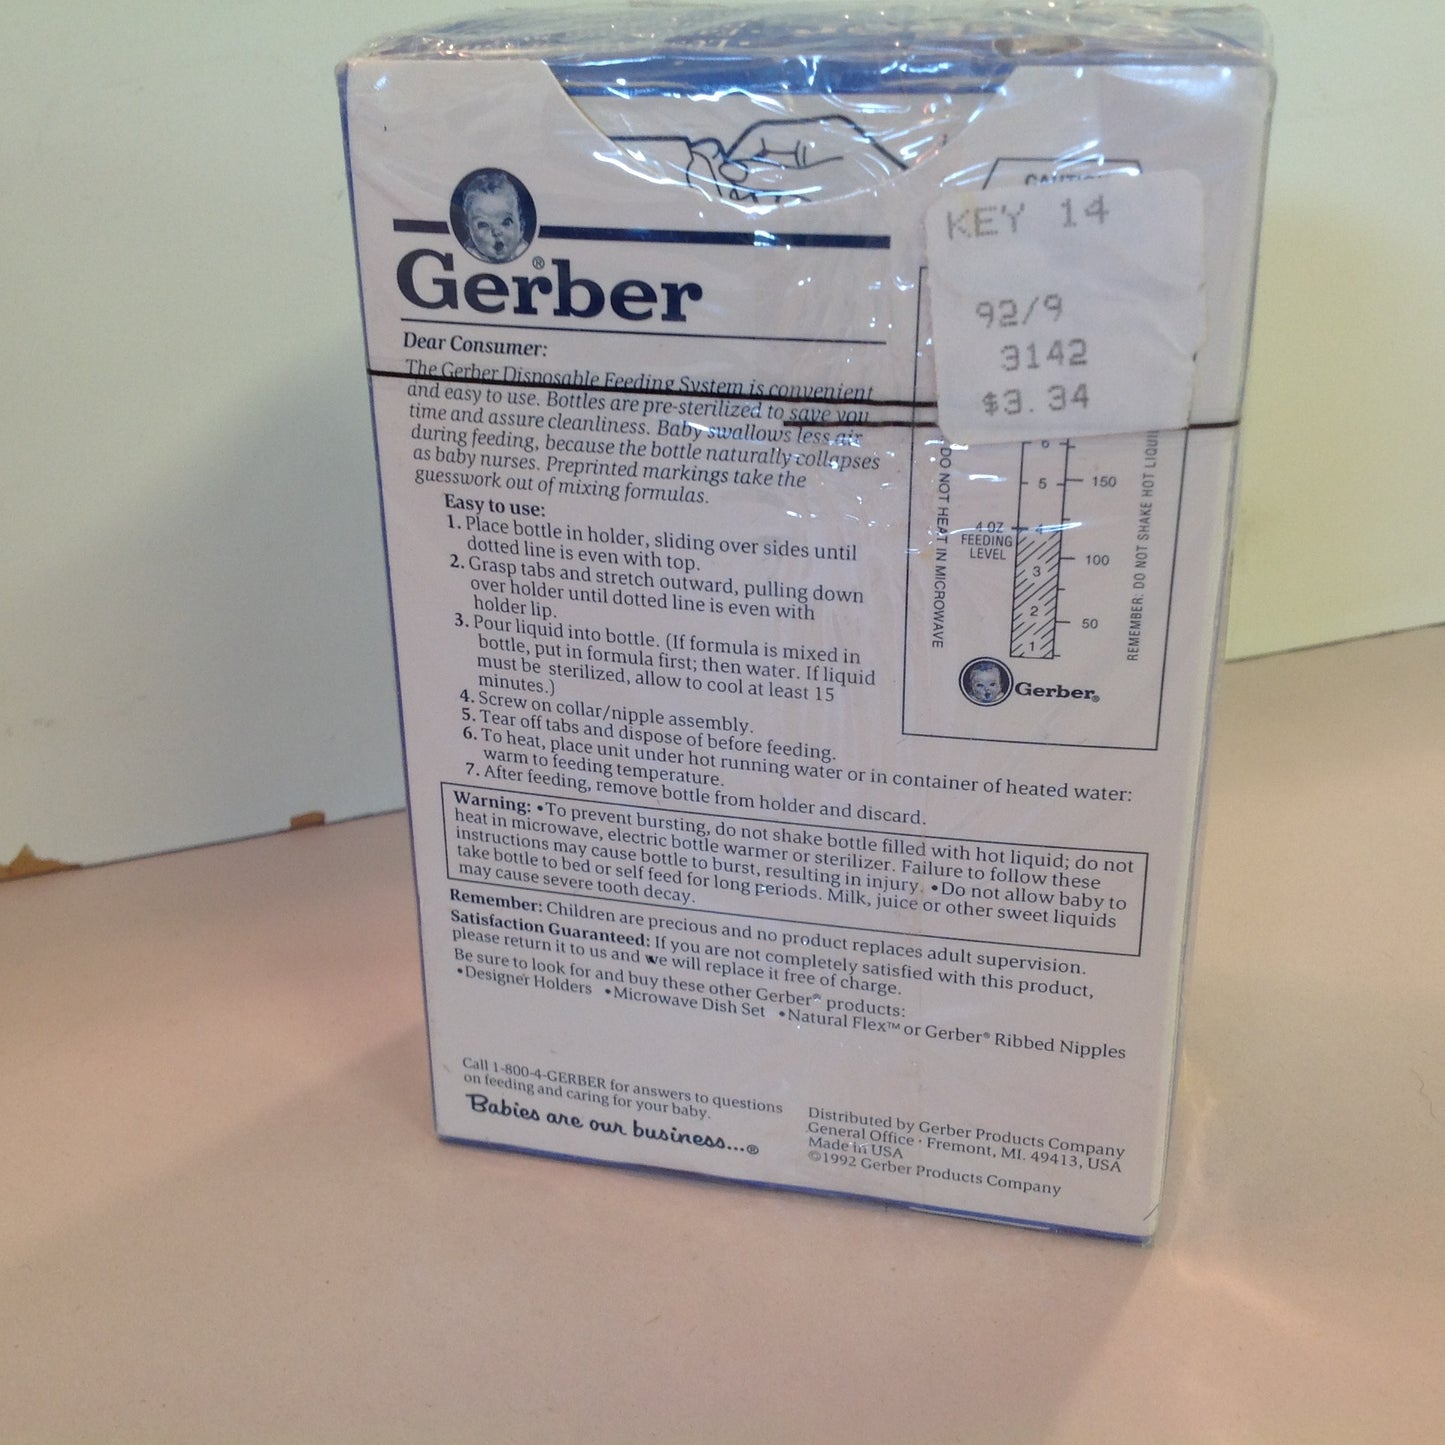 Gerber®
Dear Consumer:
The Gerber Disposable Feeding System is convenient
and easy to use. Bottles are pre-sterilized to save you
time and assure cleanliness. Baby swallows less air
during feeding, because the bottle naturally collapses
as baby nurses. Preprinted markings take the
guesswork out of mixing formulas.
Easy to use:
1. Place bottle in holder, sliding over sides until
dotted line is even with top.
2. Grasp tabs and stretch outward, pulling down
over holder until dotted line is even with
holder lip.
3. Pour liquid into bottle. (If formula is mixed in
bottle, put in formula first; then water. If liquid
must be sterilized, allow to cool at least 15
minutes.)
4. Screw on collar/nipple assembly.
5. Tear off tabs and dispose of before feeding.
6. To heat, place unit under hot running water or in container of heated water:
warm to feeding temperature.
7. After feeding, remove bottle from holder and discard.
KEY 14
92/9
3142
$3.34
DO NOT HEAT IN MICROWAVE
6
5 150
4 OZ 4
FEEDING
LEVEL
100
3
2 50
1
REMEMBER: DO NOT SHAKE HOT
Gerber®
Warning: •To prevent bursting, do not shake bottle filled with hot liquid; do not
heat in microwave, electric bottle warmer or sterilizer. Failure to follow these
instructions may cause bottle to burst, resulting in injury. •Do not allow baby to
take bottle to bed or self feed for long periods. Milk, juice or other sweet liquids
may cause severe tooth decay.
Remember: Children are precious and no product replaces adult supervision.
Satisfaction Guaranteed: If you are not completely satisfied with this product,
please return it to us and we will replace it free of charge.
Be sure to look for and buy these other Gerber® products:
•Designer Holders •Microwave Dish Set •Natural Flex™ or Gerber® Ribbed Nipples
Call 1-800-4-GERBER for answers to questions
on feeding and caring for your baby.
Babies are our business...®
Distributed by Gerber Products Company
General Office · Fremont, MI. 49413, USA
Made in USA
©1992 Gerber Products Company